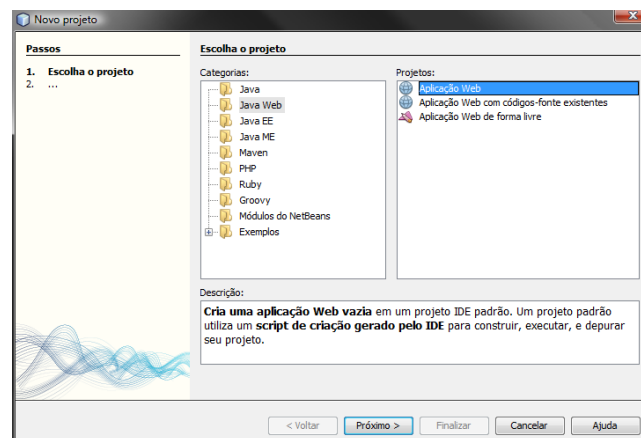 Novo projeto
Passos
1. Escolha o projeto
2. ...
Escolha o projeto
Categorias:
Java
Java Web
Java EE
Java ME
Maven
PHP
Ruby
Groovy
Módulos do NetBeans
Exemplos
Projetos:
Aplicação Web
Aplicação Web com códigos-fonte existentes
Aplicação Web de forma livre
Descrição:
Cria uma aplicação Web vazia em um projeto IDE padrão. Um projeto padrão
utiliza um script de criação gerado pelo IDE para construir, executar, e depurar
seu projeto.
< Voltar
Próximo >
Finalizar
Cancelar
Ajuda